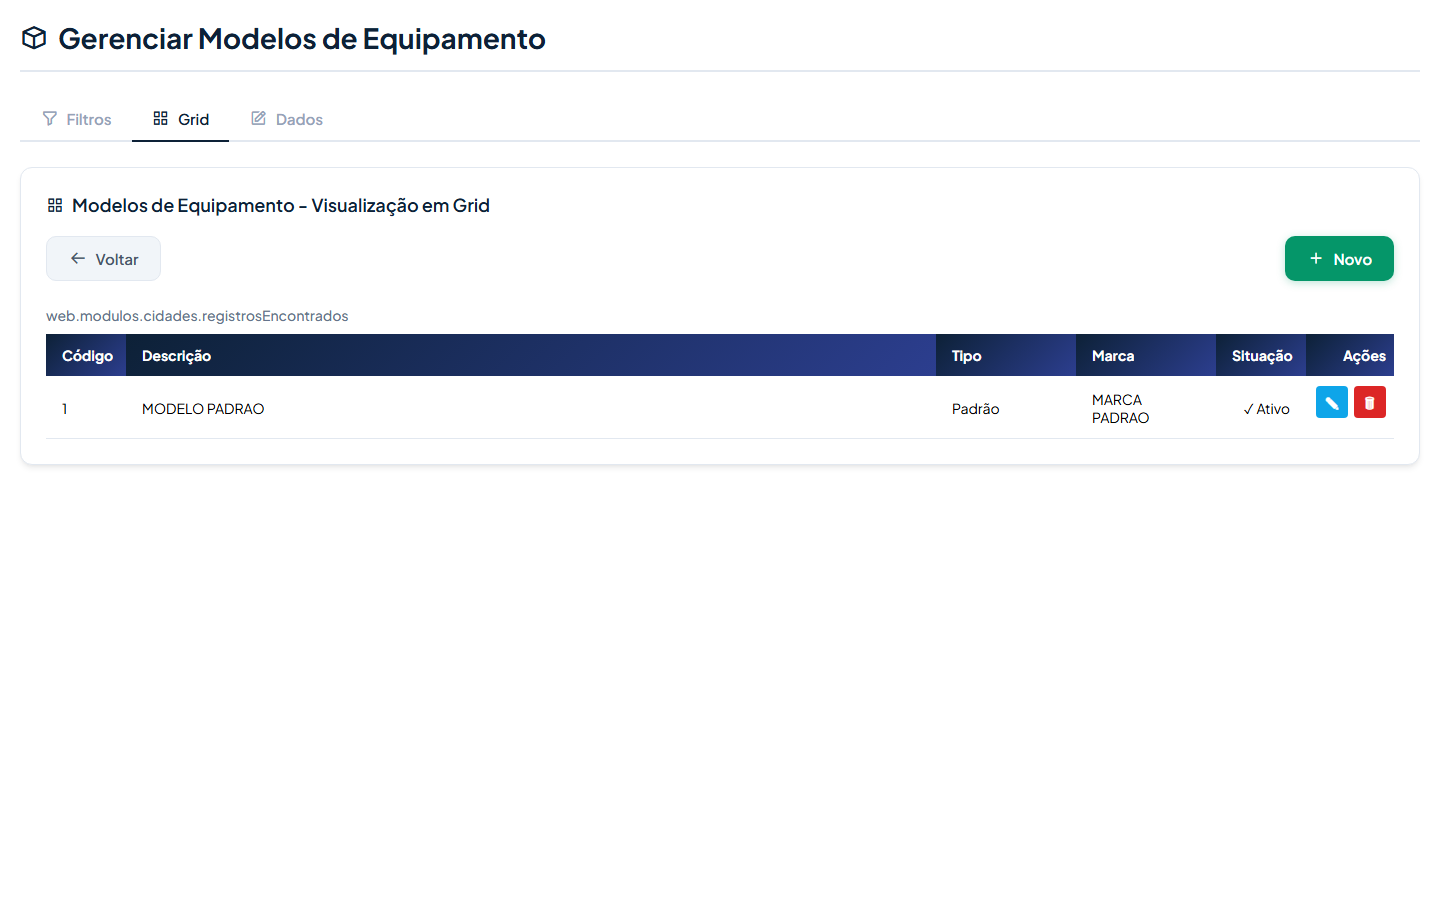 Gerenciar Modelos de Equipamento
Filtros
Grid
Dados
Modelos de Equipamento - Visualização em Grid
Voltar
Novo
web.modulos.cidades.registrosEncontrados
Código Descrição Tipo Marca Situação Ações
1 MODELO PADRAO Padrão MARCA PADRAO ✓ Ativo